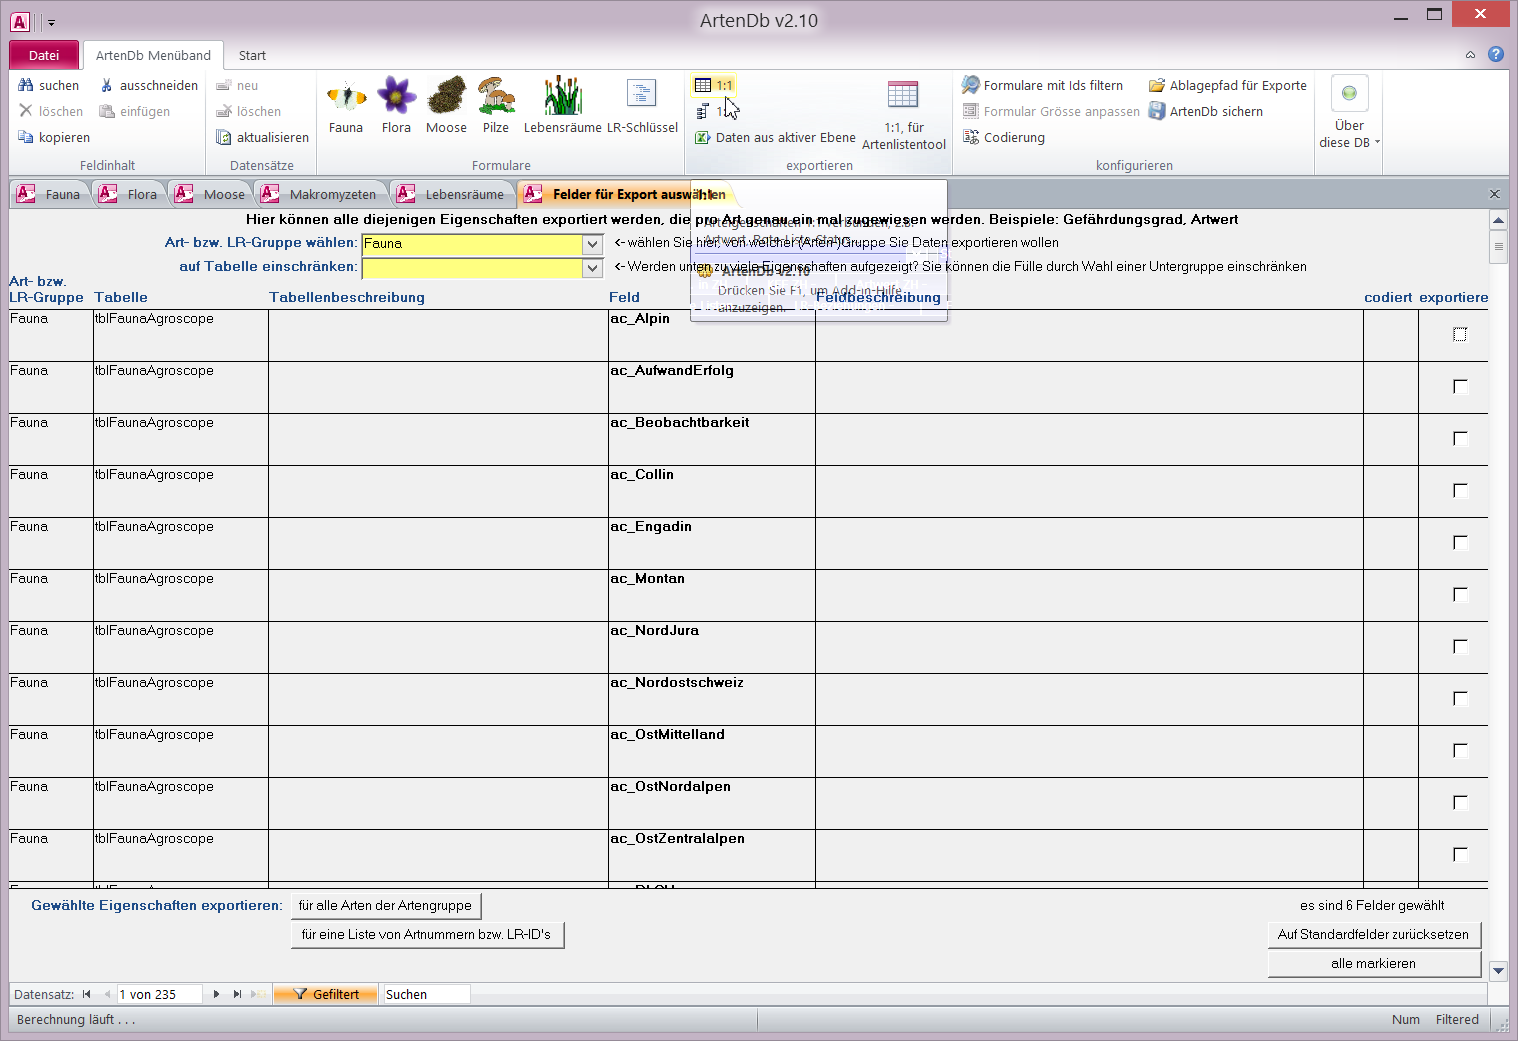 ArtenDb v2.10
Datei ArtenDb Menüband Start
suchen ausschneiden neu 1:1 Formulare mit Ids filtern Ablagepfad für Exporte
löschen einfügen löschen Formular Grösse anpassen ArtenDb sichern
kopieren aktualisieren Fauna Flora Moose Pilze Lebensräume LR-Schlüssel Daten aus aktiver Ebene 1:1, für Artenlistentool Codierung Über diese DB
Feldinhalt Datensätze Formulare exportieren konfigurieren
Fauna Flora Moose Makromyzeten Lebensräume Felder für Export auswählen
Hier können alle diejenigen Eigenschaften exportiert werden, die pro Art genau ein mal zugewiesen werden. Beispiele: Gefährdungsgrad, Artwert
Arteigenschaften 1:1 verbunden, z.B.
Artwert, Rote-Liste-Status
Art- bzw. LR-Gruppe wählen: Fauna <- wählen Sie hier, von welcher (Arten-)Gruppe Sie Daten exportieren wollen
auf Tabelle einschränken: <- Werden unten zu viele Eigenschaften aufgezeigt? Sie können die Fülle durch Wahl einer Untergruppe einschränken
ArtenDb v2.10
Drücken Sie F1, um Add-in-Hilfe
anzuzeigen.
Art- bzw.
LR-Gruppe Tabelle Tabellenbeschreibung Feld Feldbeschreibung codiert exportiere
Fauna tblFaunaAgroscope ac_Alpin
Fauna tblFaunaAgroscope ac_AufwandErfolg
Fauna tblFaunaAgroscope ac_Beobachtbarkeit
Fauna tblFaunaAgroscope ac_Collin
Fauna tblFaunaAgroscope ac_Engadin
Fauna tblFaunaAgroscope ac_Montan
Fauna tblFaunaAgroscope ac_NordJura
Fauna tblFaunaAgroscope ac_Nordostschweiz
Fauna tblFaunaAgroscope ac_OstMittelland
Fauna tblFaunaAgroscope ac_OstNordalpen
Fauna tblFaunaAgroscope ac_OstZentralalpen
Gewählte Eigenschaften exportieren: für alle Arten der Artengruppe es sind 6 Felder gewählt
für eine Liste von Artnummern bzw. LR-ID's Auf Standardfelder zurücksetzen
alle markieren
Datensatz: 1 von 235 Gefiltert Suchen
Berechnung läuft . . . Num Filtered